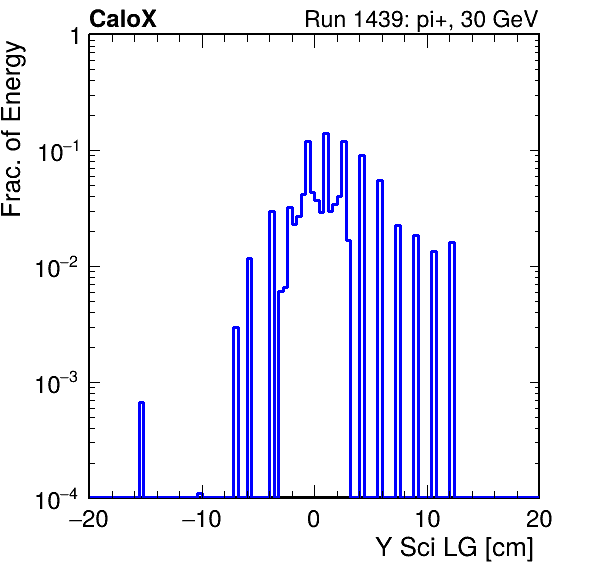 CaloX Run 1439: pi+, 30 GeV
Frac. of Energy
1
10⁻¹
10⁻²
10⁻³
10⁻⁴
−20 −10 0 10 20
Y Sci LG [cm]